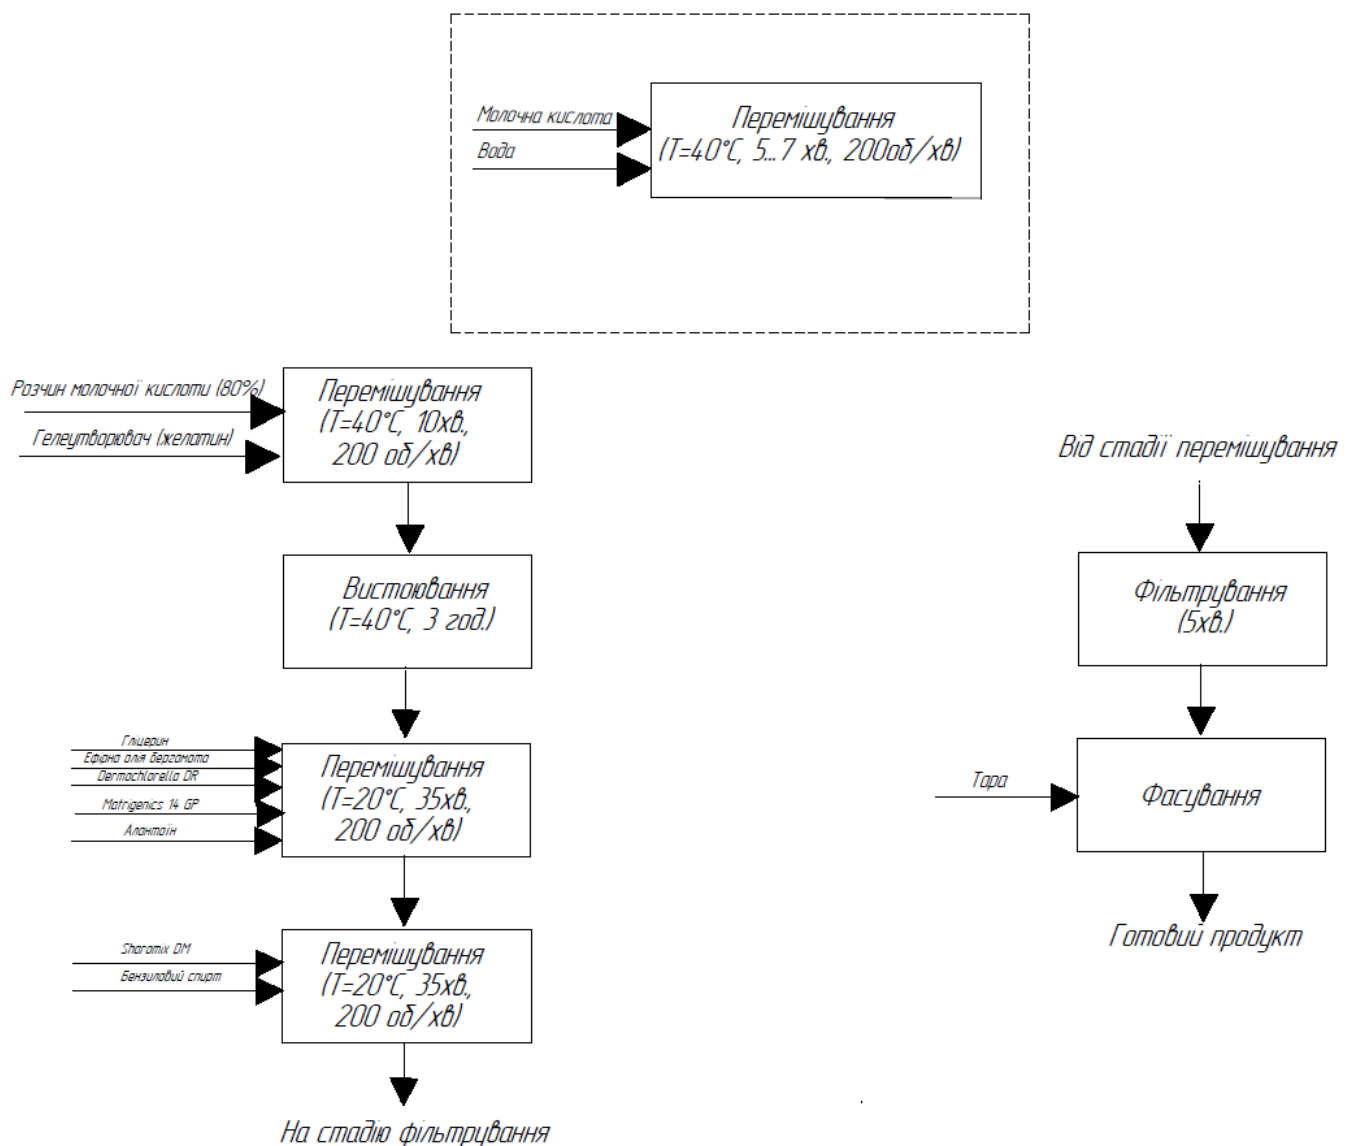 Молочна кислота
Вода
Перемішування
(Т=40°С, 5...7 хв., 200об/хв)
Розчин молочної кислоти (80%)
Гелеутворювач (желатин)
Перемішування
(Т=40°С, 10хв.,
200 об/хв)
Вистоювання
(Т=40°С, 3 год.)
Гліцерин
Ефірна олія бергамота
Dermochlorella DR
Matrigenics 14 GP
Алантоїн
Перемішування
(Т=20°С, 35хв.,
200 об/хв)
Sharomix DM
Бензиловий спирт
Перемішування
(Т=20°С, 35хв.,
200 об/хв)
На стадію фільтрування
Від стадії перемішування
Фільтрування
(5хв.)
Тара
Фасування
Готовий продукт